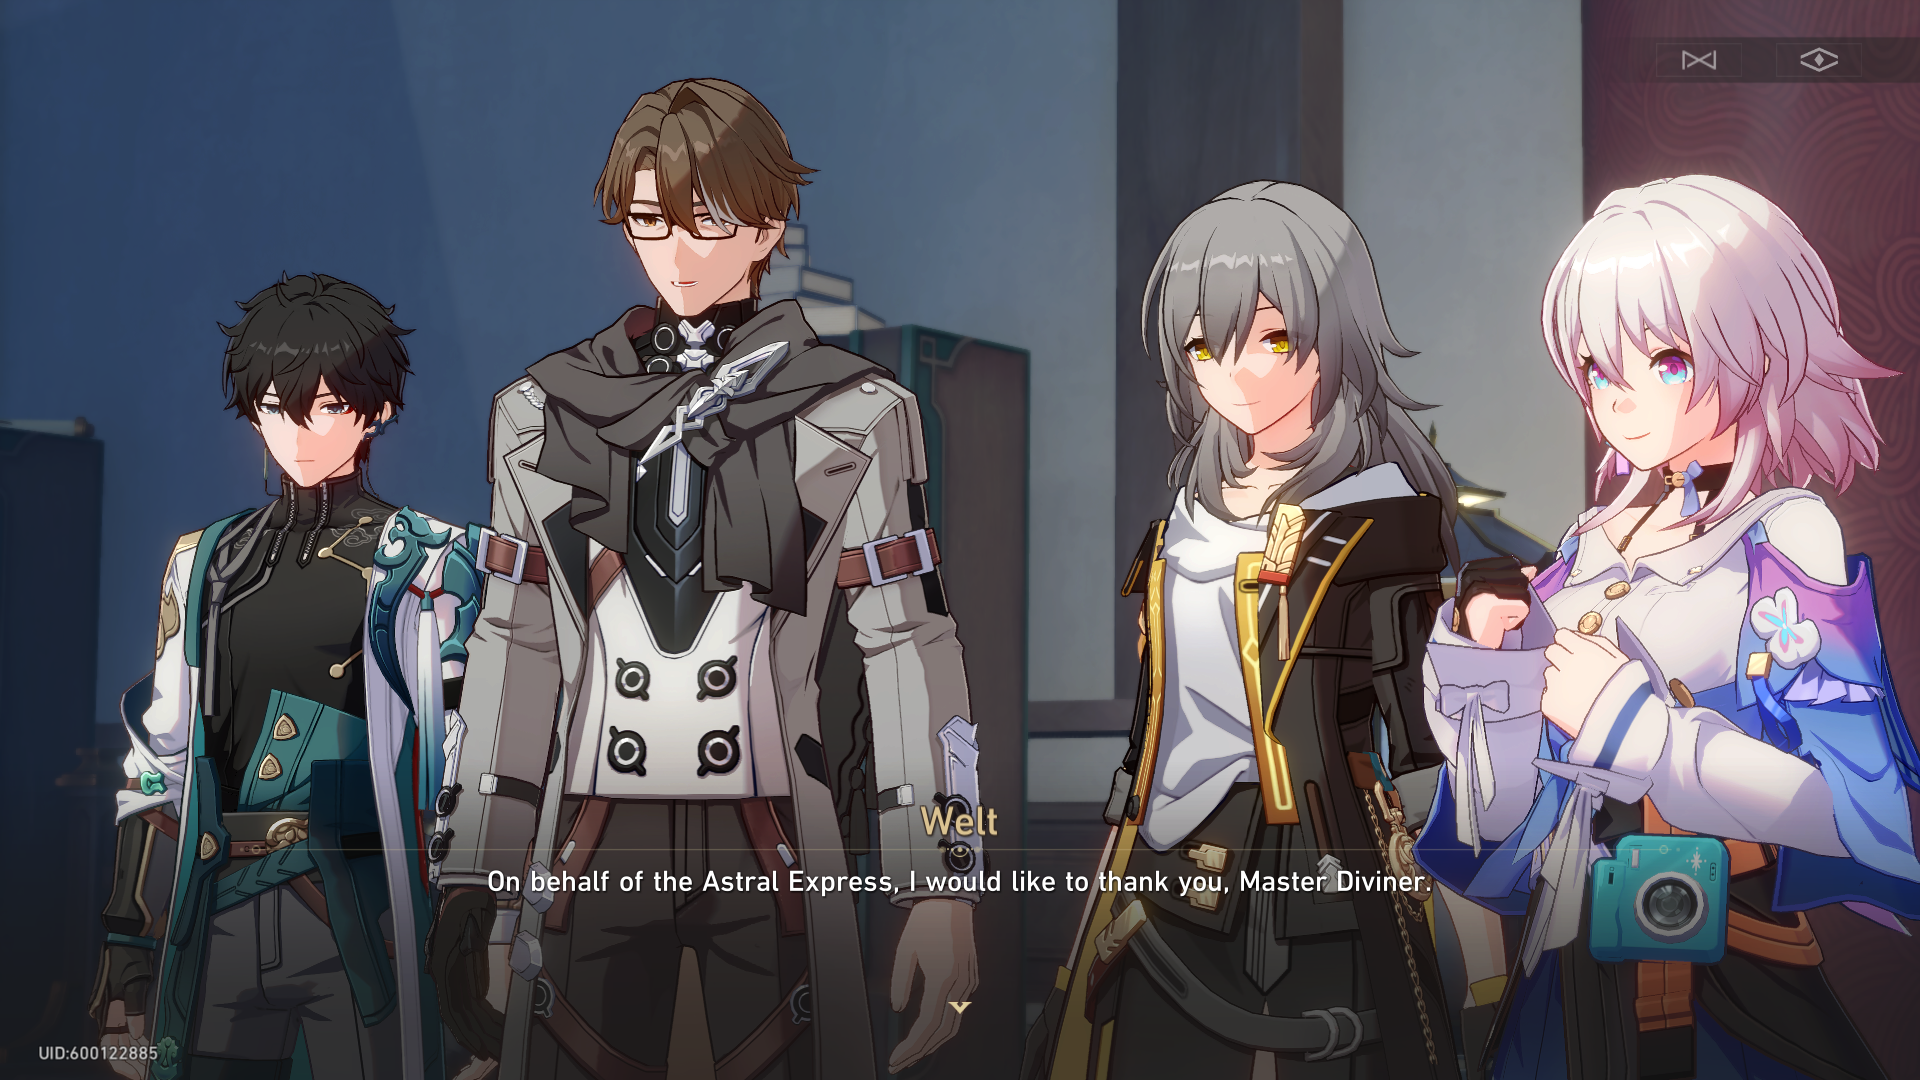 Welt
On behalf of the Astral Express, I would like to thank you, Master Diviner.
UID:600122885